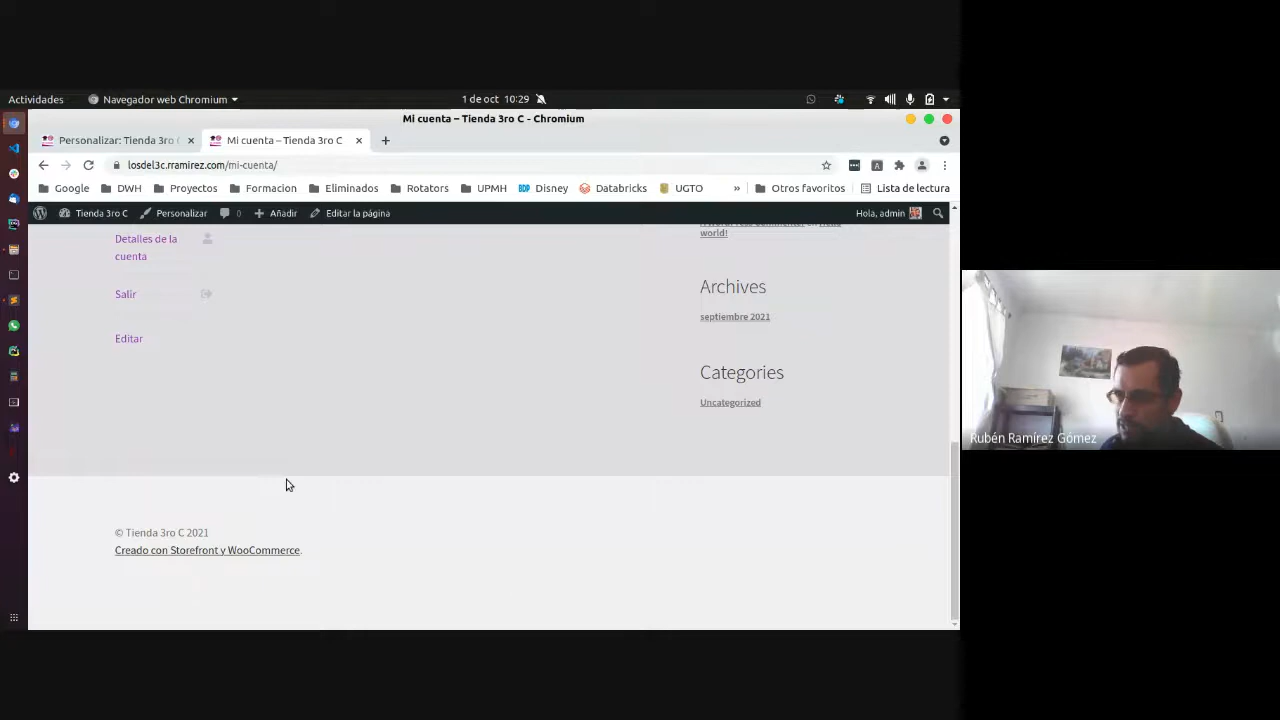 Actividades
Navegador web Chromium
1 de oct 10:29
Mi cuenta – Tienda 3ro C - Chromium
Personalizar: Tienda 3ro
Mi cuenta – Tienda 3ro C
losdel3c.rramirez.com/mi-cuenta/
Google
DWH
Proyectos
Formacion
Eliminados
Rotators
UPMH
BDP Disney
Databricks
UGTO
»
Otros favoritos
Lista de lectura
Tienda 3ro C
Personalizar
0
Añadir
Editar la página
Hola, admin
Detalles de la
cuenta
world!
Archives
Salir
septiembre 2021
Editar
Categories
Uncategorized
Rubén Ramírez Gómez
© Tienda 3ro C 2021
Creado con Storefront y WooCommerce.